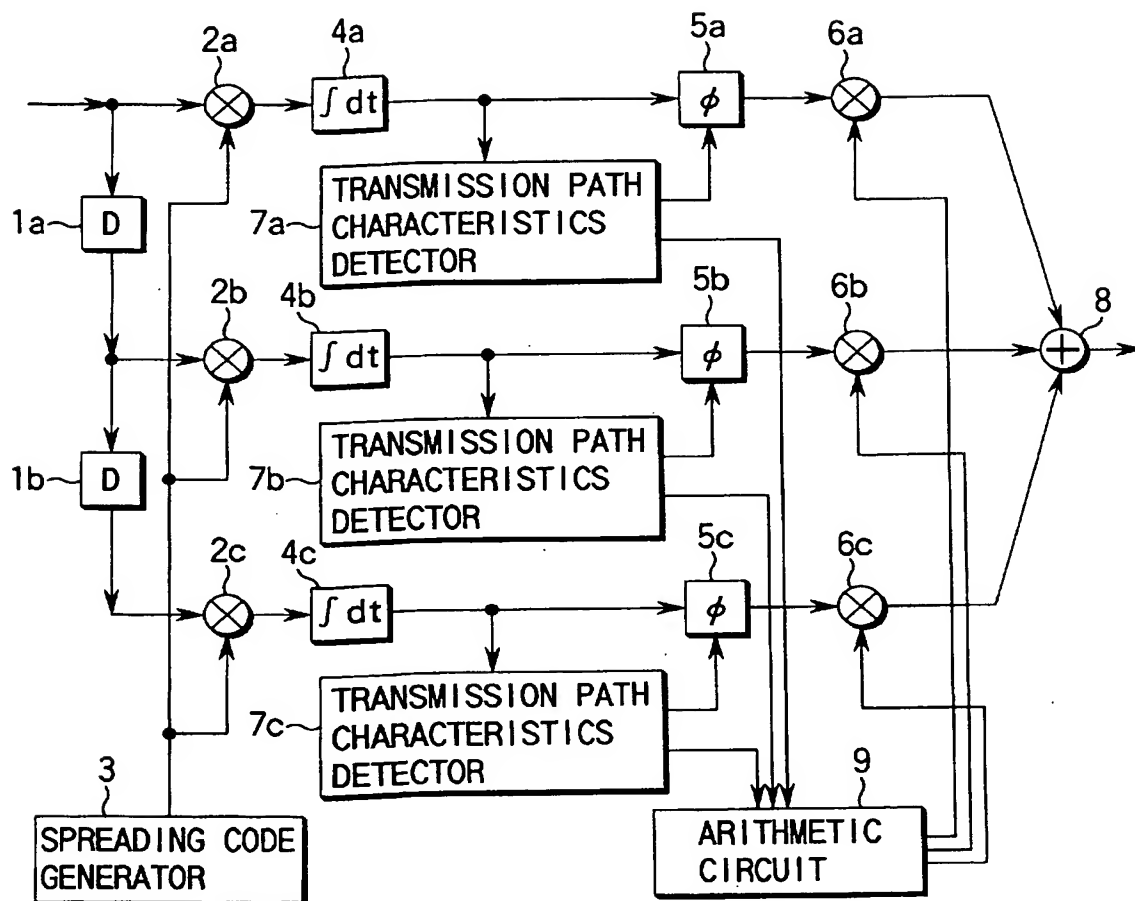 2a
4a
5a
6a
∫dt
ϕ
1a
D
7a
TRANSMISSION PATH
CHARACTERISTICS
DETECTOR
2b
4b
5b
6b
8
∫dt
ϕ
1b
D
7b
TRANSMISSION PATH
CHARACTERISTICS
DETECTOR
2c
4c
5c
6c
∫dt
ϕ
7c
TRANSMISSION PATH
CHARACTERISTICS
DETECTOR
3
SPREADING CODE
GENERATOR
9
ARITHMETIC
CIRCUIT